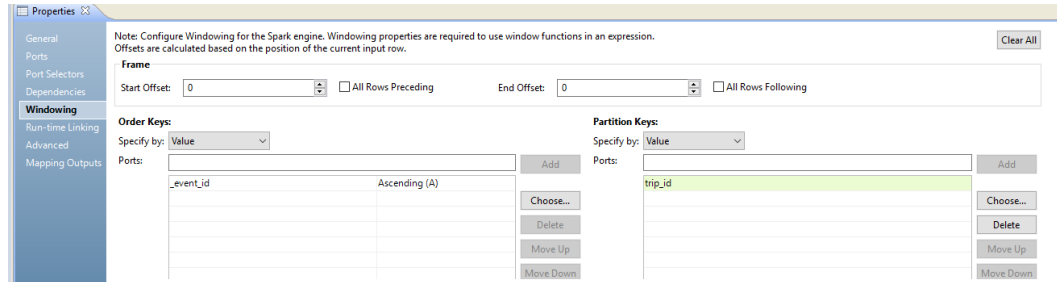 Properties
General
Ports
Port Selectors
Dependencies
Windowing
Run-time Linking
Advanced
Mapping Outputs
Note: Configure Windowing for the Spark engine. Windowing properties are required to use window functions in an expression.
Offsets are calculated based on the position of the current input row.
Clear All
Frame
Start Offset: 0 All Rows Preceding End Offset: 0 All Rows Following
Order Keys:
Specify by: Value
Ports: Add
_event_id Ascending (A)
Choose...
Delete
Move Up
Move Down
Partition Keys:
Specify by: Value
Ports: Add
trip_id
Choose...
Delete
Move Up
Move Down